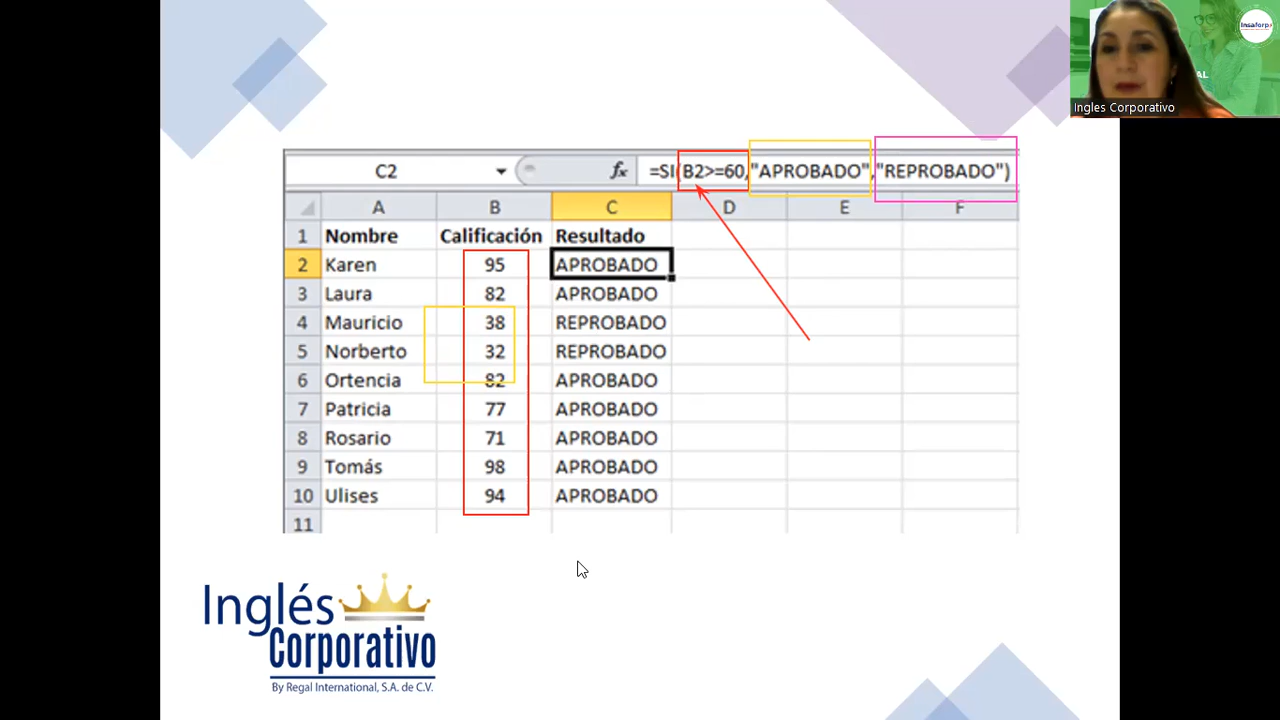 Insaforp
AL
Ingles Corporativo
C2 fx =SI(B2>=60,"APROBADO","REPROBADO")
A B C D E F
1 Nombre Calificación Resultado
2 Karen 95 APROBADO
3 Laura 82 APROBADO
4 Mauricio 38 REPROBADO
5 Norberto 32 REPROBADO
6 Ortencia 82 APROBADO
7 Patricia 77 APROBADO
8 Rosario 71 APROBADO
9 Tomás 98 APROBADO
10 Ulises 94 APROBADO
11
Inglés
Corporativo
By Regal International, S.A. de C.V.